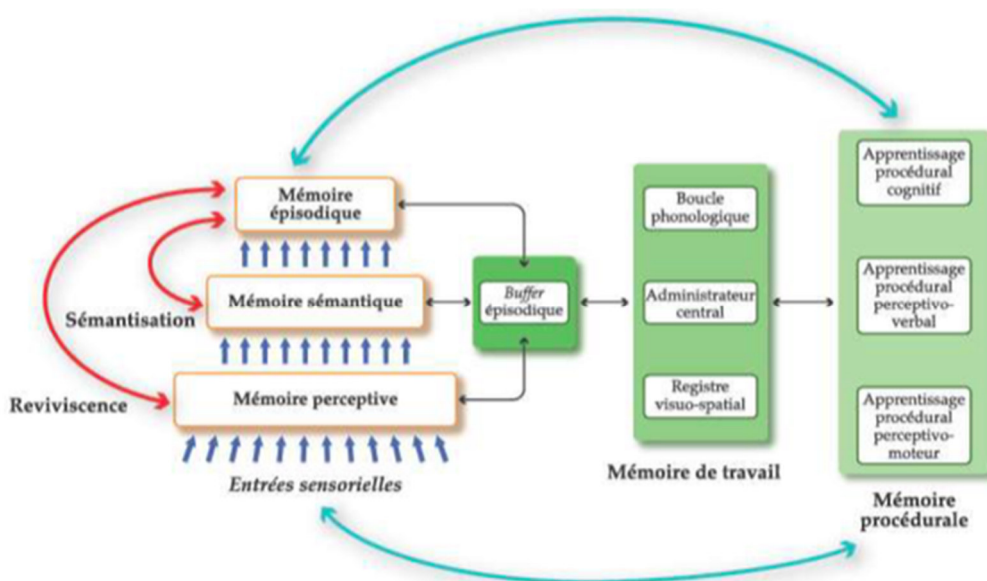 Mémoire
épisodique
Mémoire sémantique
Sémantisation
Mémoire perceptive
Reviviscence
Entrées sensorielles
Buffer
épisodique
Boucle
phonologique
Administrateur
central
Registre
visuo-spatial
Mémoire de travail
Apprentissage
procédural
cognitif
Apprentissage
procédural
perceptivo-
verbal
Apprentissage
procédural
perceptivo-
moteur
Mémoire
procédurale